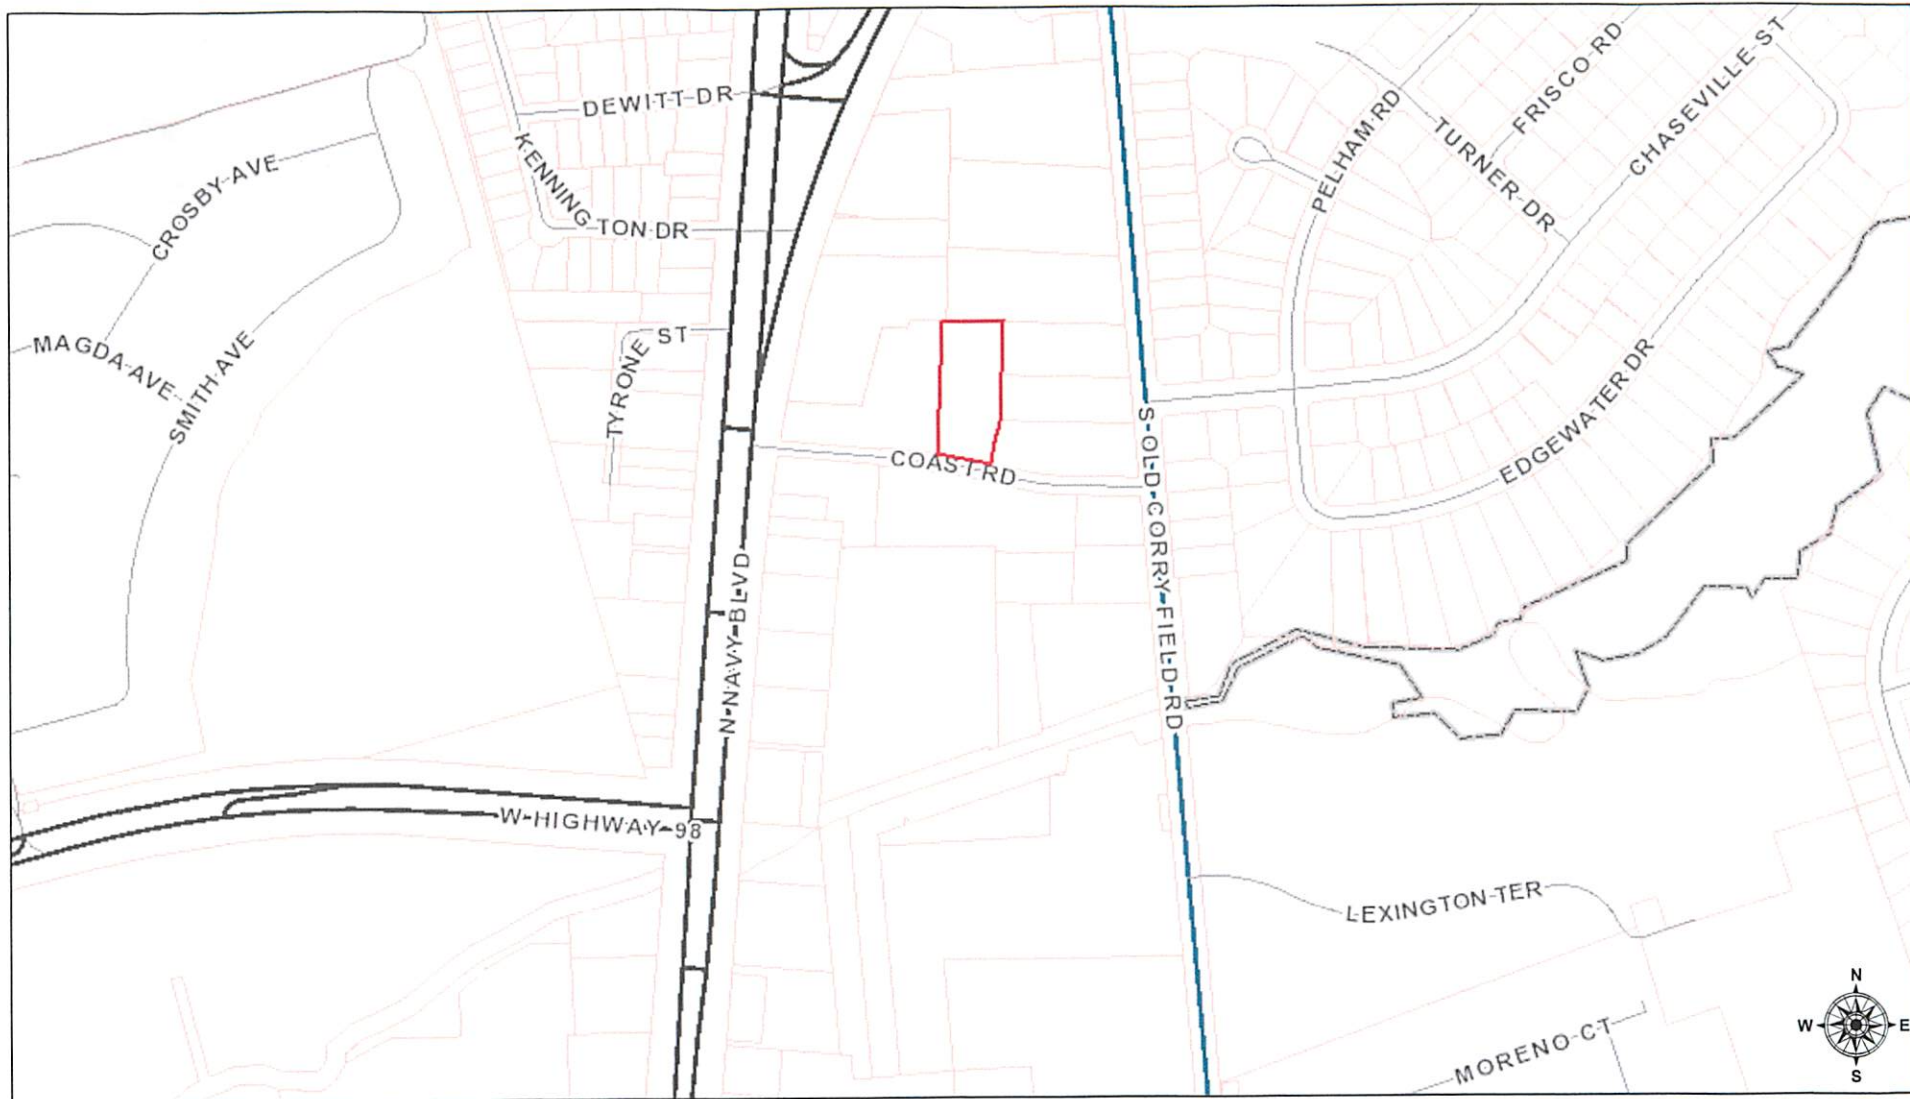 FRISCO RD
CHASEVILLE ST
DEWITT DR
PELHAM RD
TURNER DR
KENNINGTON DR
CROSBY AVE
MAGDA AVE
SMITH AVE
TYRONE ST
EDGEWATER DR
COAST RD
S OLD CORRY FIELD RD
N NAVY BLVD
W HIGHWAY 98
LEXINGTON TER
MORENO CT
N
W E
S